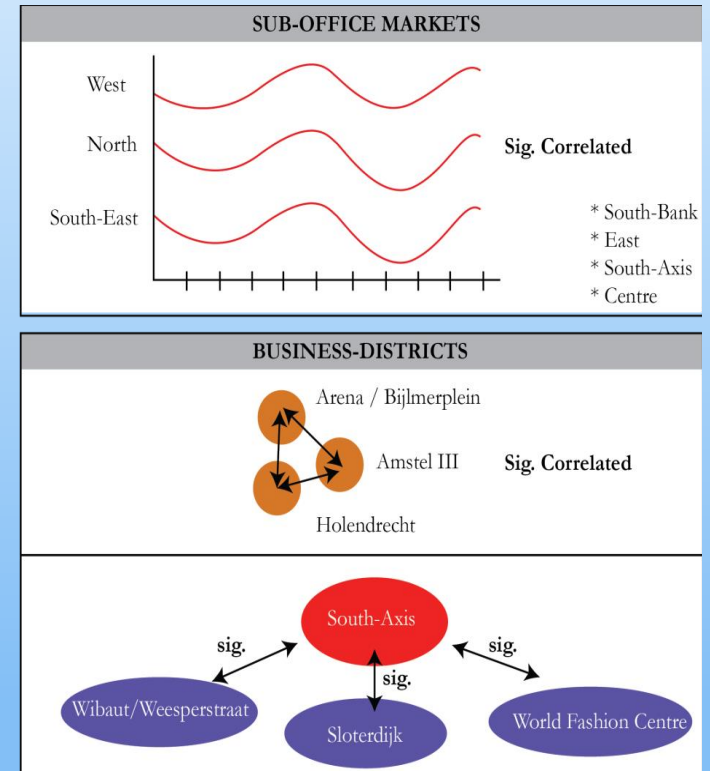 SUB-OFFICE MARKETS
West
North
Sig. Correlated
South-East
* South-Bank
* East
* South-Axis
* Centre
BUSINESS-DISTRICTS
Arena / Bijlmerplein
Amstel III
Sig. Correlated
Holendrecht
South-Axis
sig.
sig.
Wibaut/Weesperstraat
Sloterdijk
World Fashion Centre